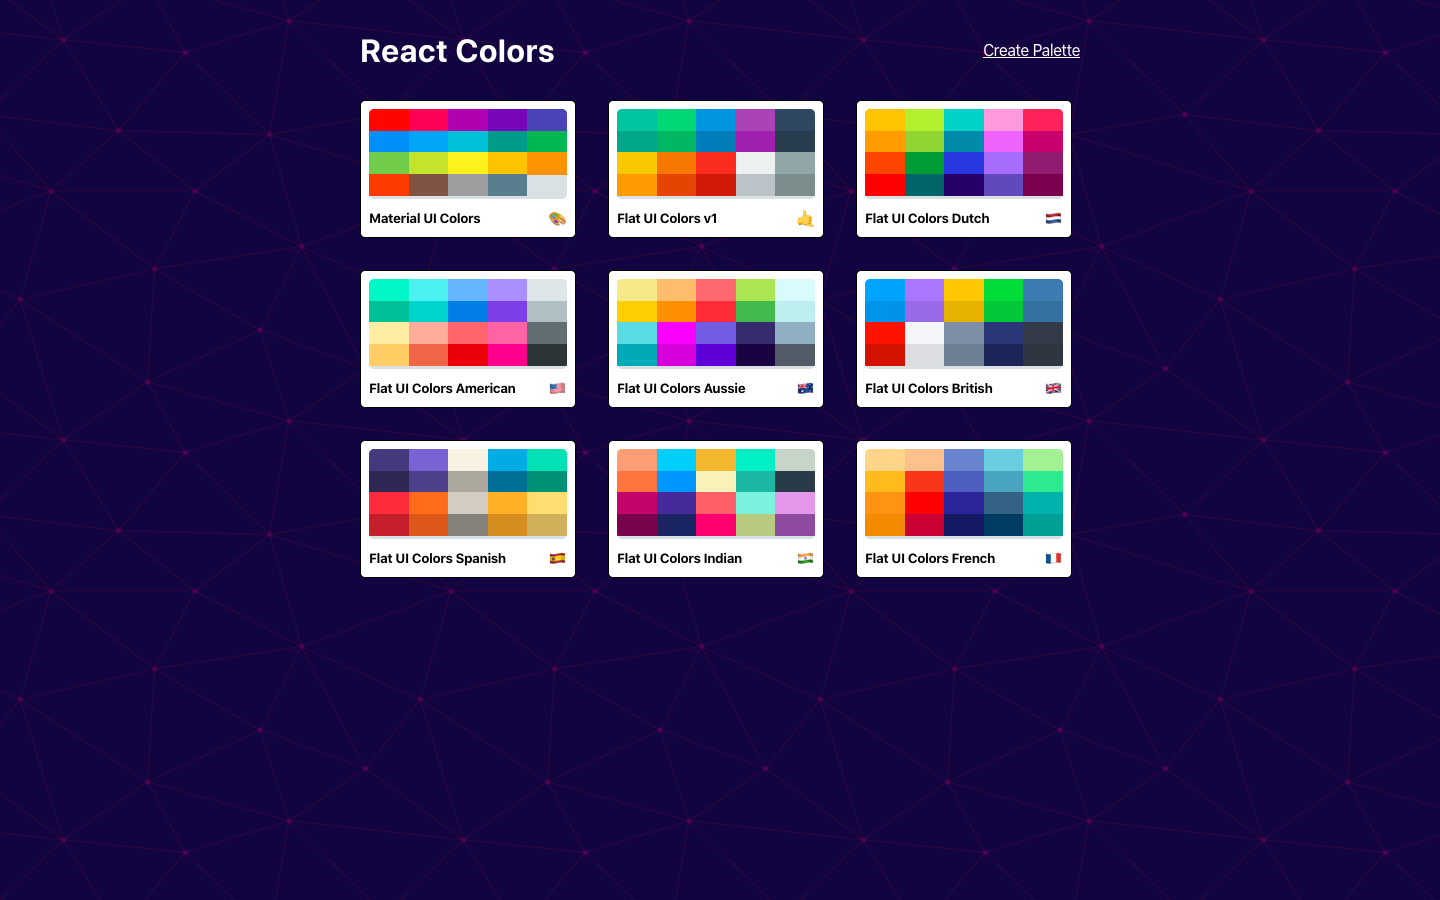 React Colors
Create Palette
Material UI Colors
Flat UI Colors v1
Flat UI Colors Dutch
Flat UI Colors American
Flat UI Colors Aussie
Flat UI Colors British
Flat UI Colors Spanish
Flat UI Colors Indian
Flat UI Colors French